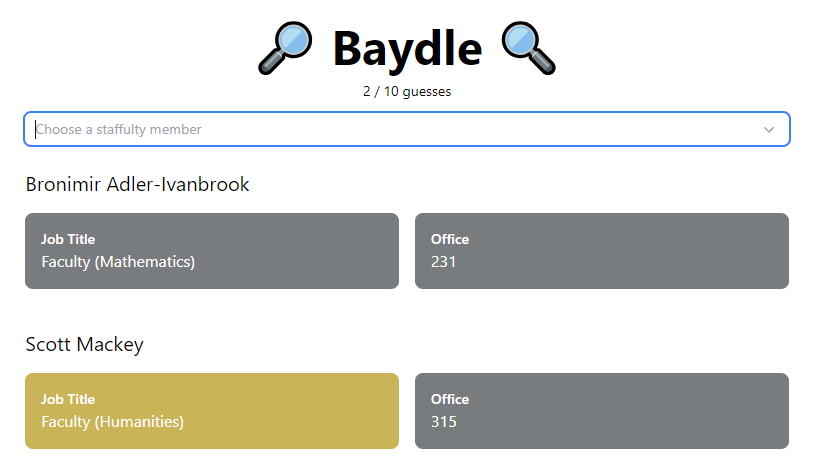 Baydle
2 / 10 guesses
Choose a staffulty member
Bronimir Adler-Ivanbrook
Job Title
Faculty (Mathematics)
Office
231
Scott Mackey
Job Title
Faculty (Humanities)
Office
315